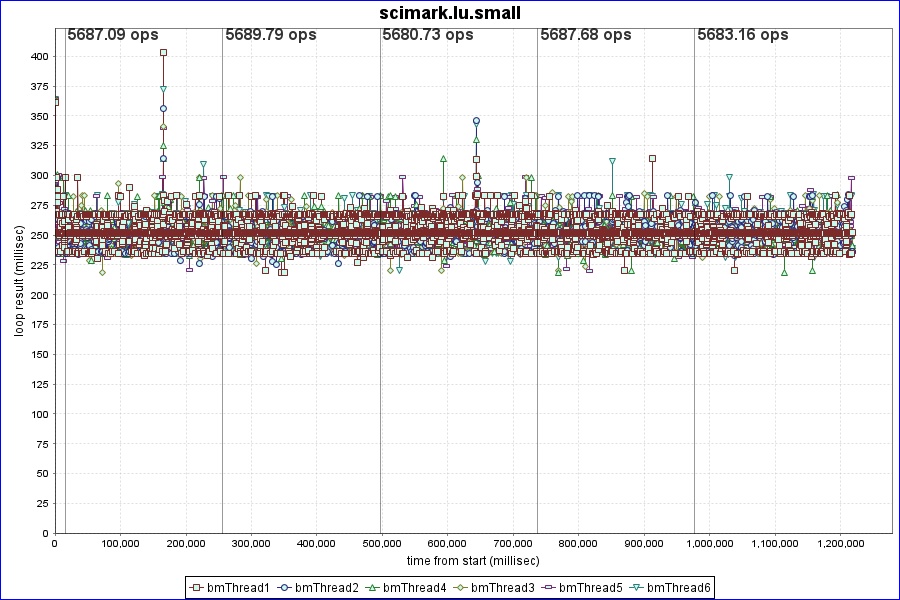 scimark.lu.small
5687.09 ops 5689.79 ops 5680.73 ops 5687.68 ops 5683.16 ops
400
375
350
325
300
275
250
225
200
175
150
125
100
75
50
25
0
loop result (millisec)
0 100,000 200,000 300,000 400,000 500,000 600,000 700,000 800,000 900,000 1,000,000 1,100,000 1,200,000
time from start (millisec)
bmThread1 bmThread2 bmThread4 bmThread3 bmThread5 bmThread6